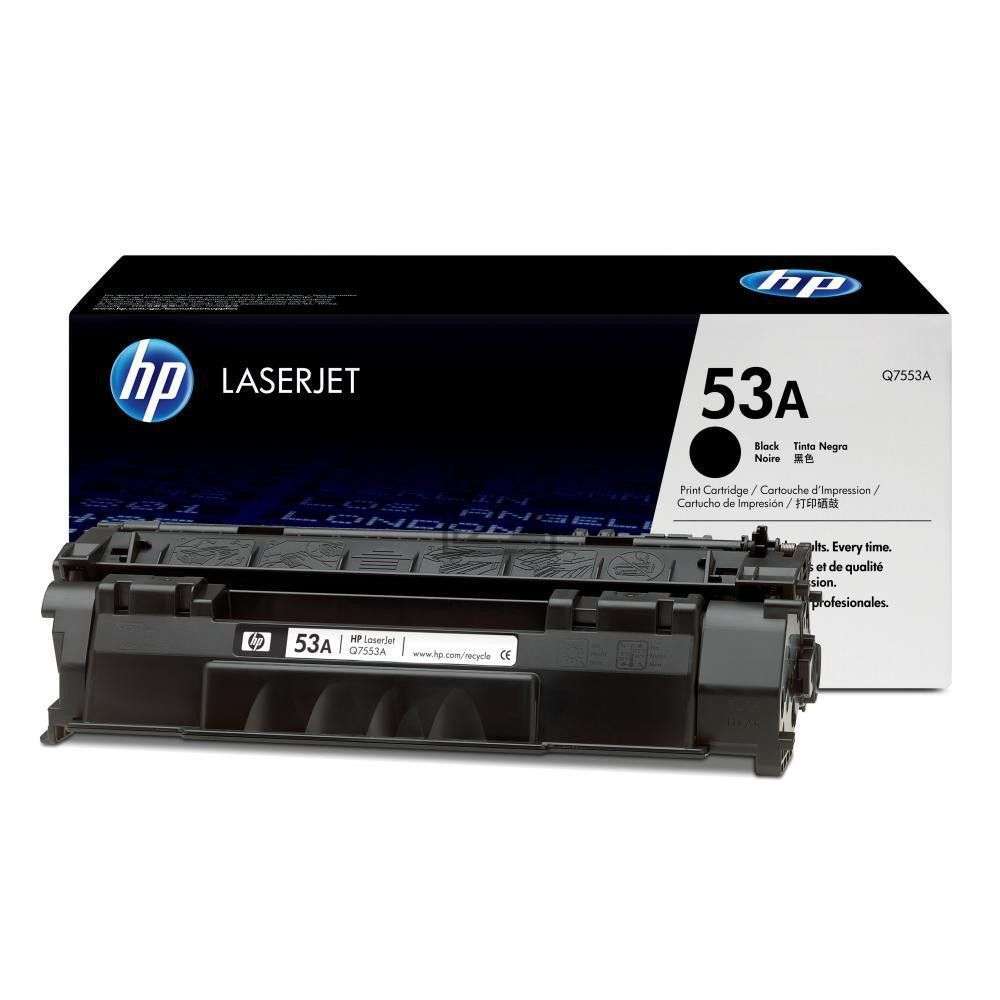 hp
hp
LASERJET
53A
Q7553A
Black Tinta Negra
Noire 黑色
Print Cartridge / Cartouche d'Impression /
Cartucho de Impresión / 打印硒鼓
ults. Every time.
s et de qualité
sion.
profesionales.
LONDON
hp
53A
HP LaserJet
Q7553A
www.hp.com/recycle
CE